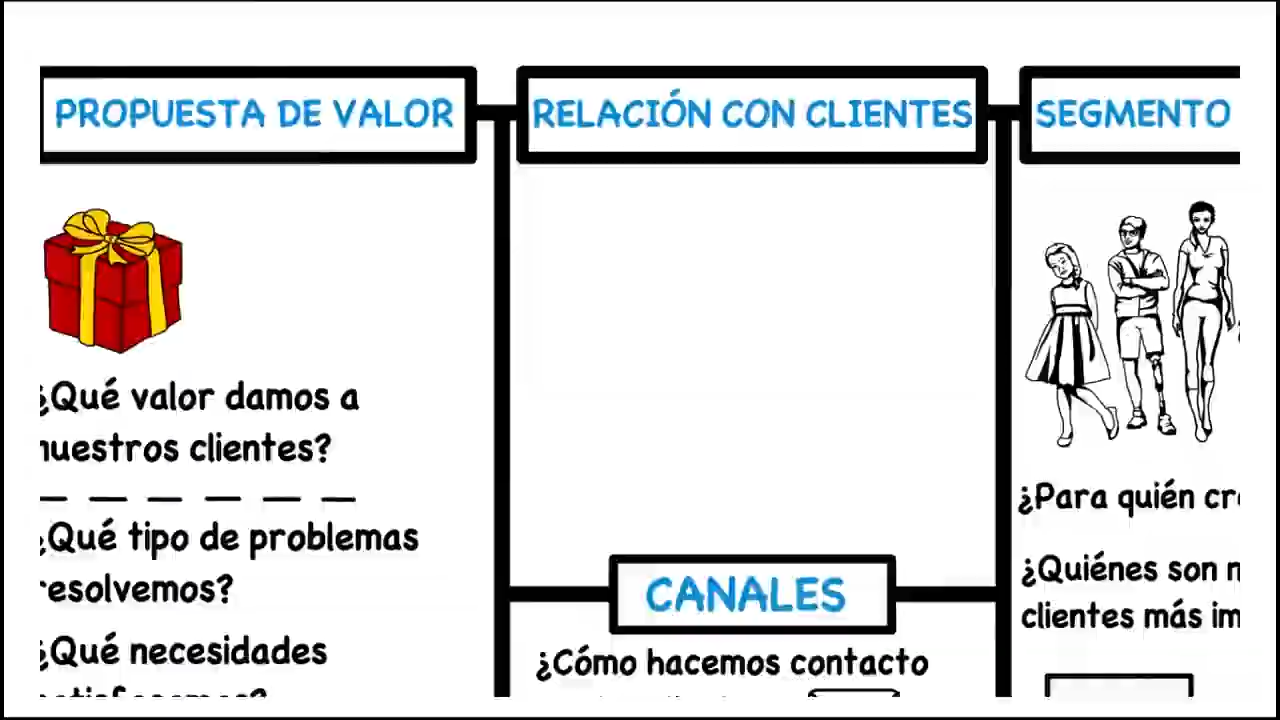 PROPUESTA DE VALOR
¿Qué valor damos a
nuestros clientes?
¿Qué tipo de problemas
resolvemos?
¿Qué necesidades
RELACIÓN CON CLIENTES
CANALES
¿Cómo hacemos contacto
SEGMENTO
¿Para quién
¿Quiénes son
clientes más